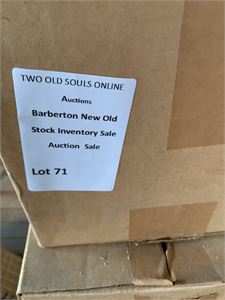 TWO OLD SOULS ONLINE
Auctions
Barberton New Old
Stock Inventory Sale
Auction Sale
Lot 71